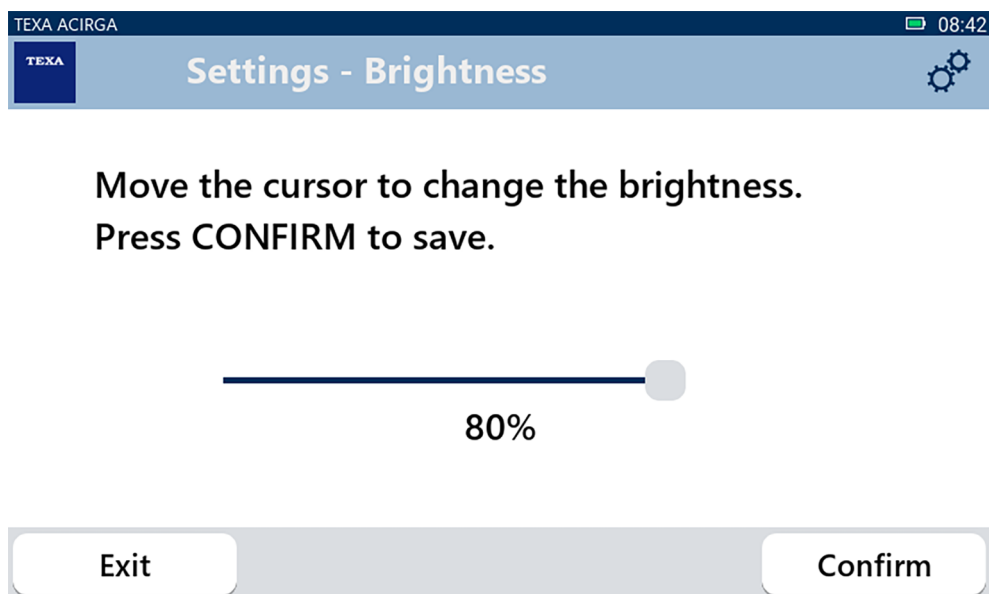 TEXA ACIRGA 08:42
TEXA Settings - Brightness
Move the cursor to change the brightness.
Press CONFIRM to save.
80%
Exit Confirm